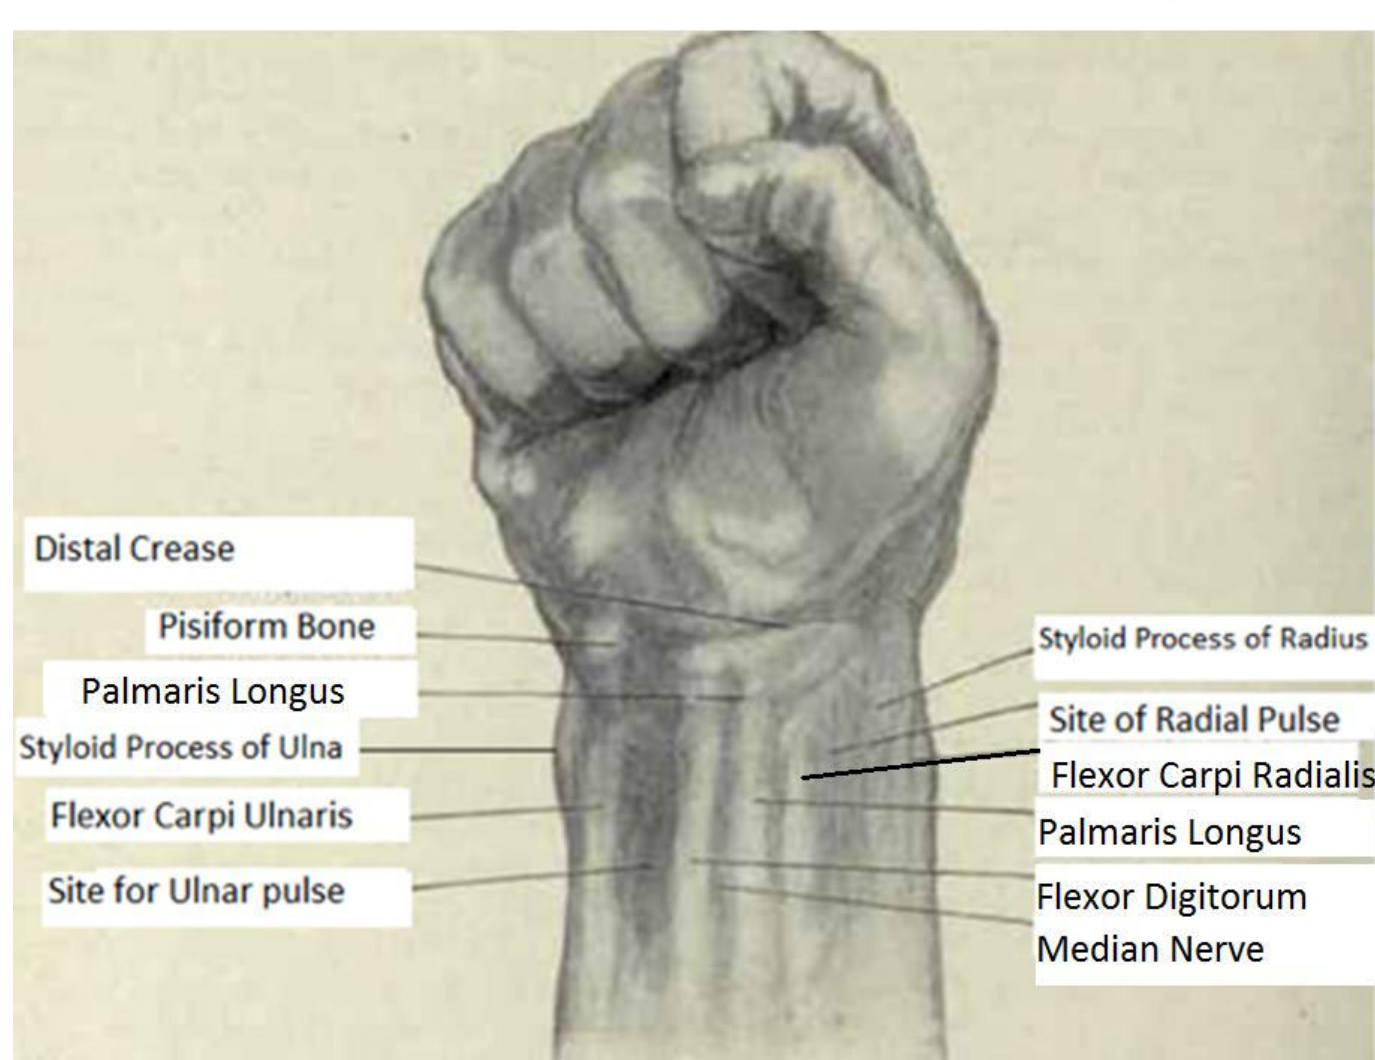 Distal Crease
Pisiform Bone
Palmaris Longus
Styloid Process of Ulna
Flexor Carpi Ulnaris
Site for Ulnar pulse
Styloid Process of Radius
Site of Radial Pulse
Flexor Carpi Radialis
Palmaris Longus
Flexor Digitorum
Median Nerve